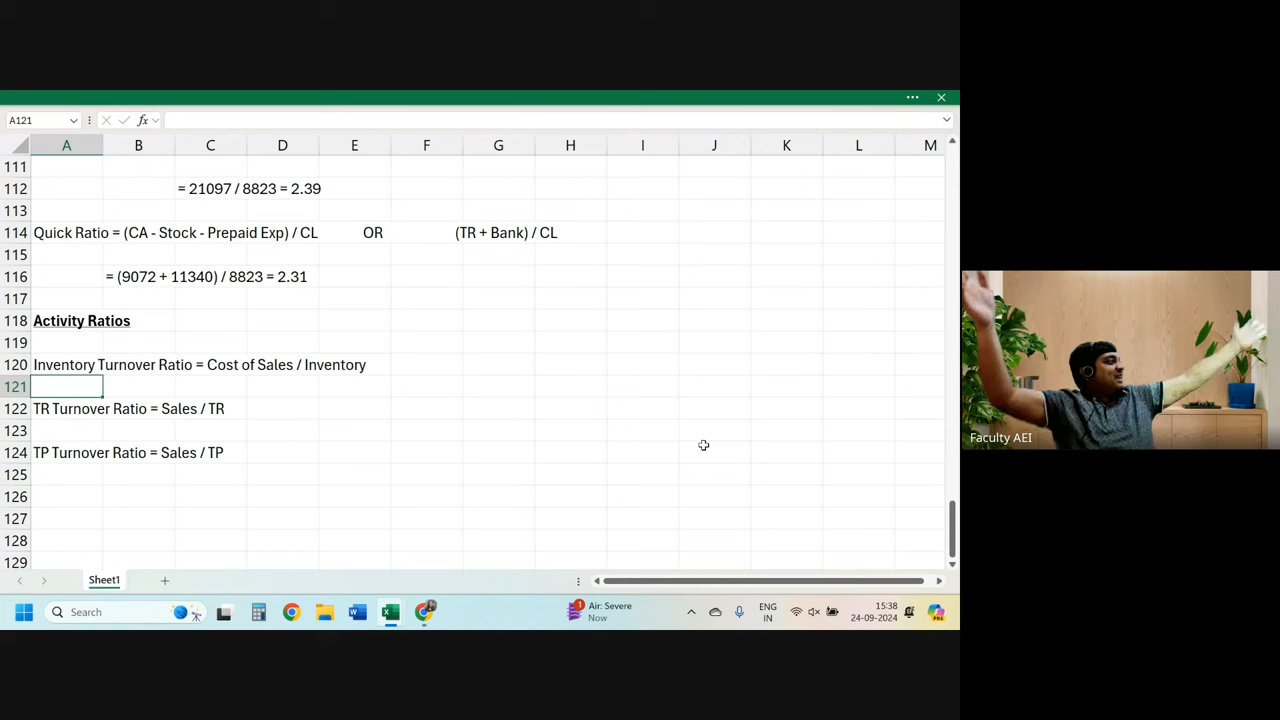 A121
fx
A B C D E F G H I J K L M
111
112 = 21097 / 8823 = 2.39
113
114 Quick Ratio = (CA - Stock - Prepaid Exp) / CL OR (TR + Bank) / CL
115
116 = (9072 + 11340) / 8823 = 2.31
117
118 Activity Ratios
119
120 Inventory Turnover Ratio = Cost of Sales / Inventory
121
122 TR Turnover Ratio = Sales / TR
123
124 TP Turnover Ratio = Sales / TP
125
126
127
128
129
Faculty AEI
Sheet1
Search
1
Air: Severe
Now
ENG
IN
15:38
24-09-2024